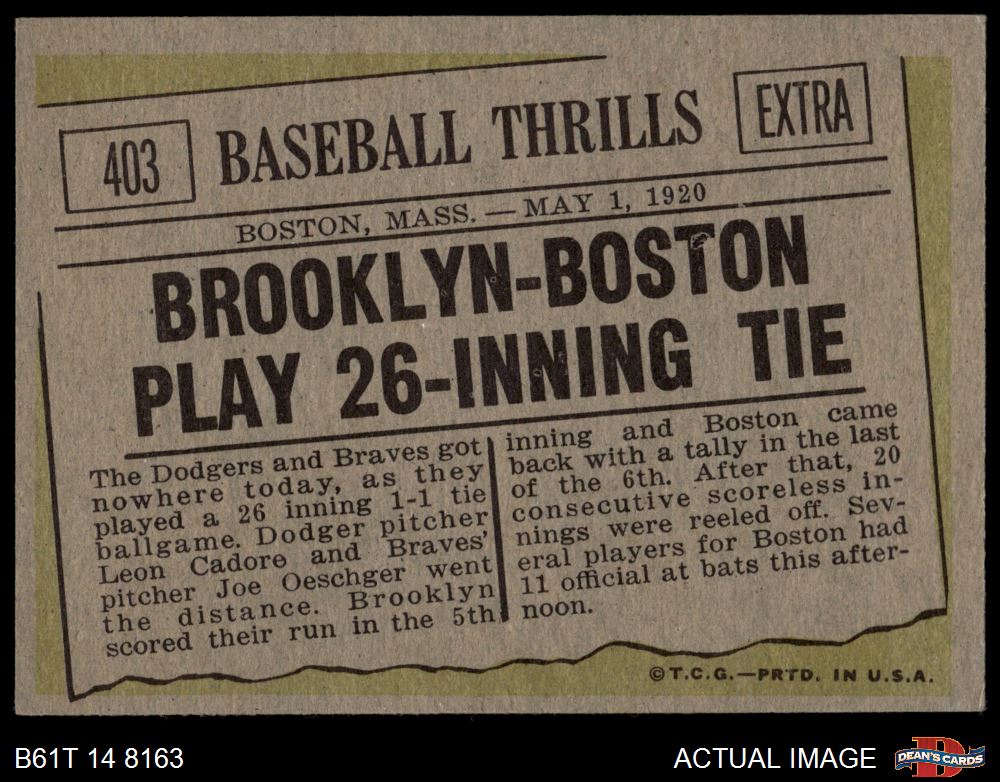 403
BASEBALL THRILLS
EXTRA
BOSTON, MASS. — MAY 1, 1920
BROOKLYN-BOSTON
PLAY 26-INNING TIE
The Dodgers and Braves got
nowhere today, as they
played a 26 inning 1-1 tie
ballgame. Dodger pitcher
Leon Cadore and Braves'
pitcher Joe Oeschger went
the distance. Brooklyn
scored their run in the 5th
inning and Boston came
back with a tally in the last
of the 6th. After that, 20
consecutive scoreless in-
nings were reeled off. Sev-
eral players for Boston had
11 official at bats this after-
noon.
©T.C.G.—PRTD. IN U.S.A.
B61T 14 8163
ACTUAL IMAGE
D
DEAN'S CARDS